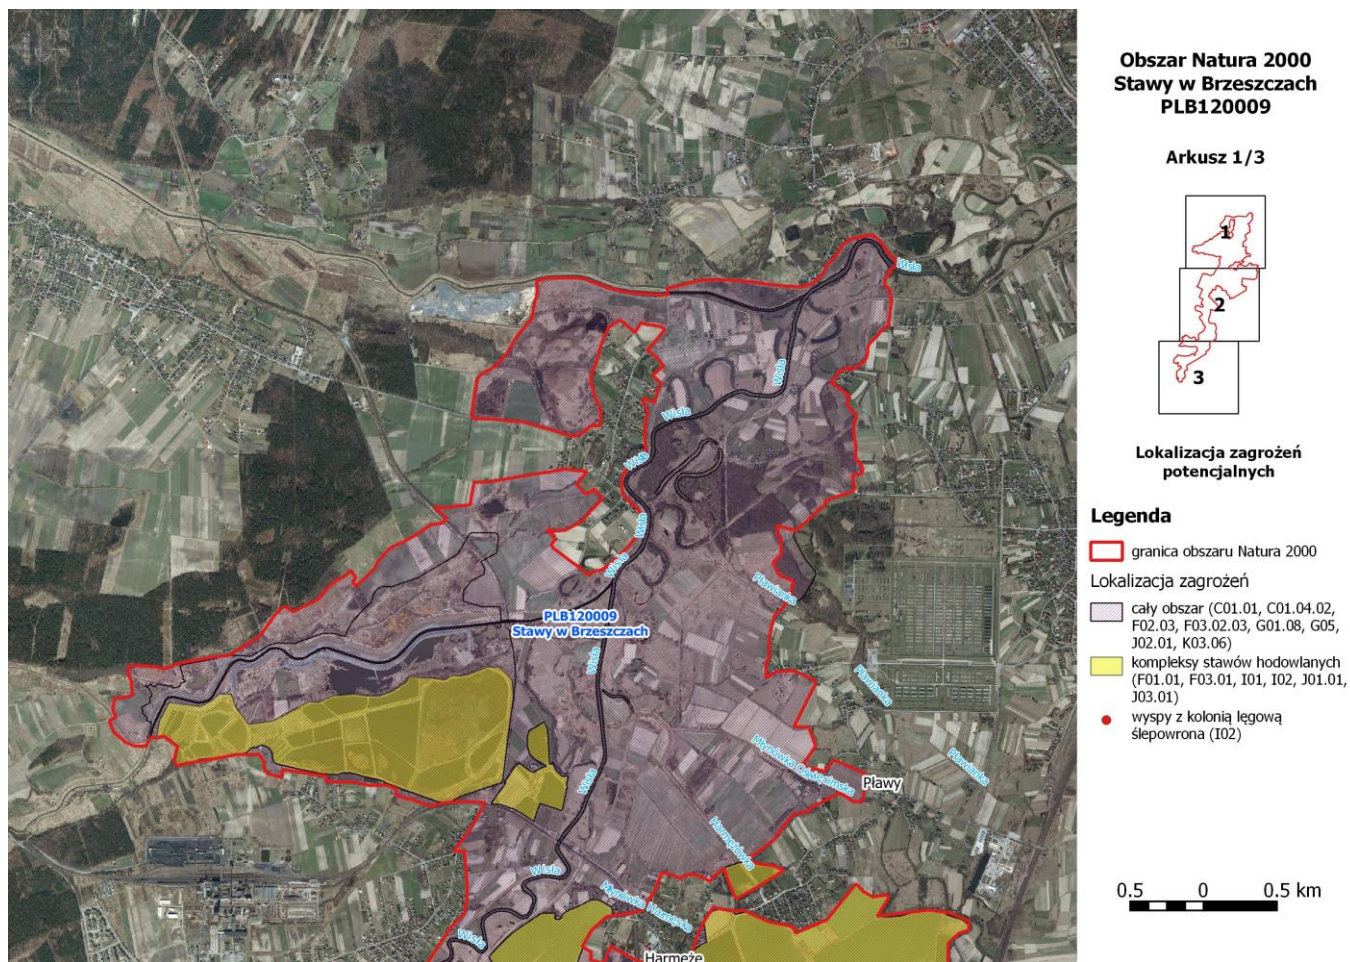 Obszar Natura 2000
Stawy w Brzeszczach
PLB120009
Arkusz 1/3
1
2
3
Lokalizacja zagrożeń
potencjalnych
Legenda
granica obszaru Natura 2000
Lokalizacja zagrożeń
cały obszar (C01.01, C01.04.02,
F02.03, F03.02.03, G01.08, G05,
J02.01, K03.06)
kompleksy stawów hodowlanych
(F01.01, F03.01, I01, I02, J01.01,
J03.01)
wyspy z kolonią lęgową
ślepowrona (I02)
0.5 0 0.5 km
Wisła
Wisła
Wisła
Wisła
Wisła
Wisła
Pławianka
PLB120009
Stawy w Brzeszczach
Wisła
Pławianka
Młynówka Oświęcimska
Pławianka
Pławy
Wisła
Harmężówka
Wisła
Młynówka Harmęska
Wisła
Harmęże